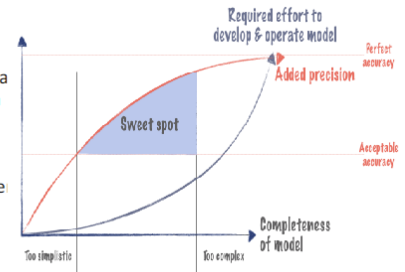 Required effort to
develop & operate model
Perfect
accuracy
a
Added precision
Sweet spot
Acceptable
accuracy
e
Completeness
of model
Too simplistic
Too complex